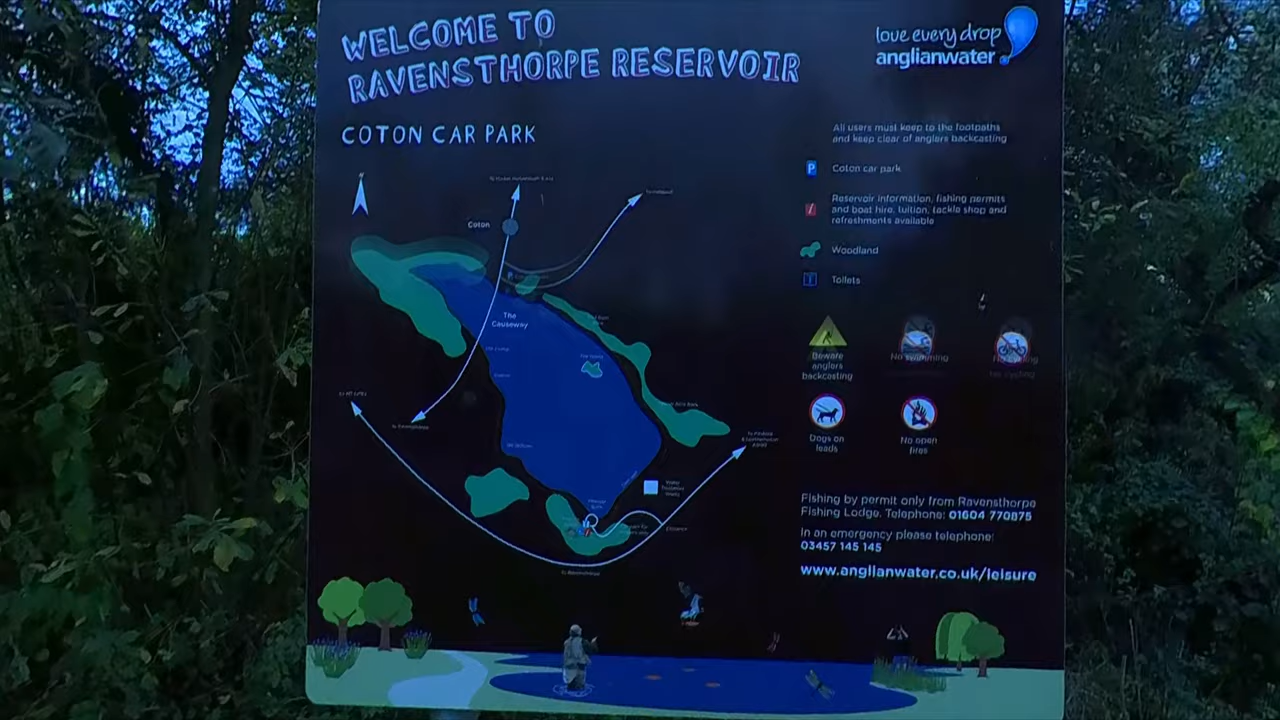 WELCOME TO
RAVENSTHORPE RESERVOIR
love every drop
anglianwater
COTON CAR PARK
All users must keep to the footpaths
and keep clear of anglers backcasting
P
Coton car park
Reservoir information, fishing permits
and boat hire, tuition, tackle shop and
refreshments available
Woodland
Toilets
Coton
The
Causeway
Beware
anglers
backcasting
No swimming
No cycling
Dogs on
leads
No open
fires
Fishing by permit only from Ravensthorpe
Fishing Lodge. Telephone: 01604 770875
In an emergency please telephone:
03457 145 145
www.anglianwater.co.uk/leisure